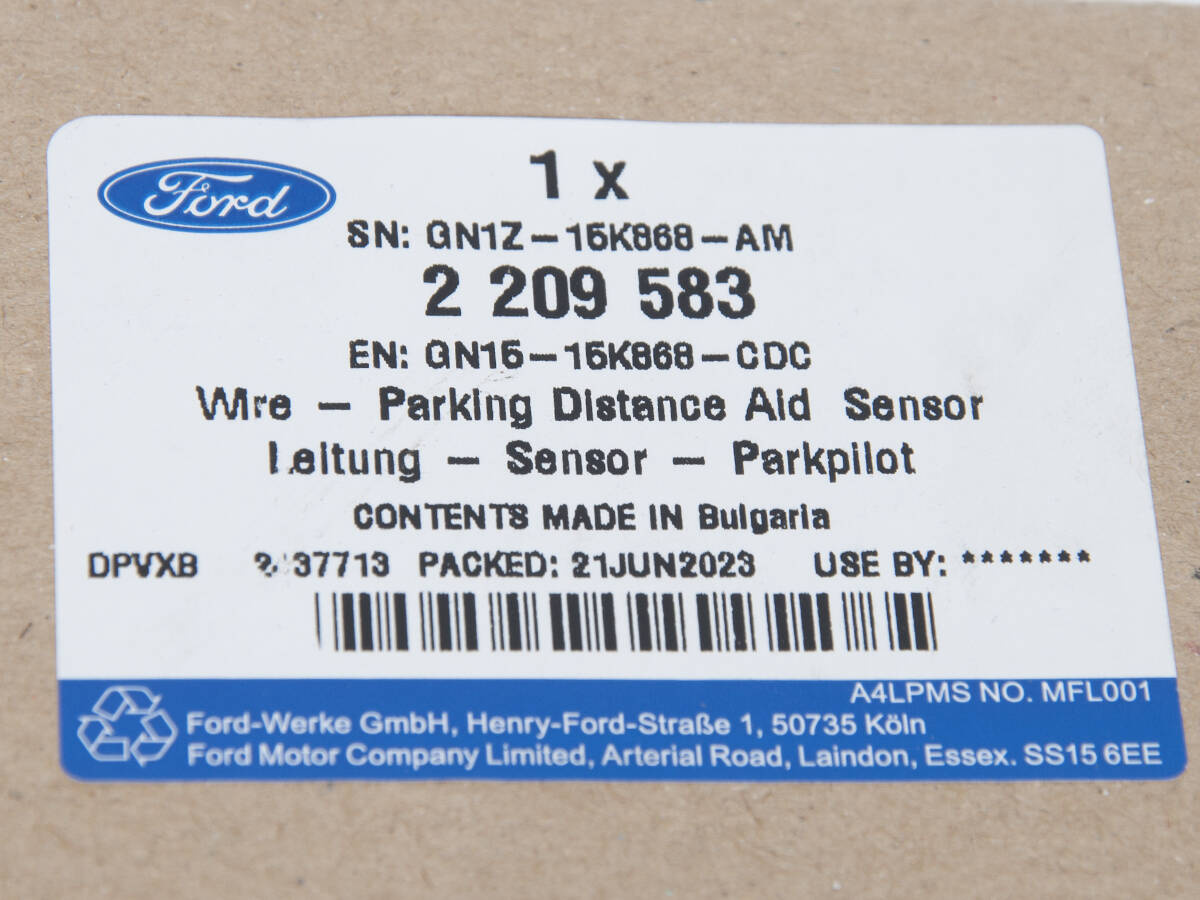 Ford
1 x
SN: GN1Z-15K868-AM
2 209 583
EN: GN15-15K868-CDC
Wire - Parking Distance Aid Sensor
Leitung - Sensor - Parkpilot
CONTENTS MADE IN Bulgaria
DPVXB PACKED: 21JUN2023 USE BY: *******
A4LPMS NO. MFL001
Ford-Werke GmbH, Henry-Ford-Straße 1, 50735 Köln
Ford Motor Company Limited, Arterial Road, Laindon, Essex. SS15 6EE